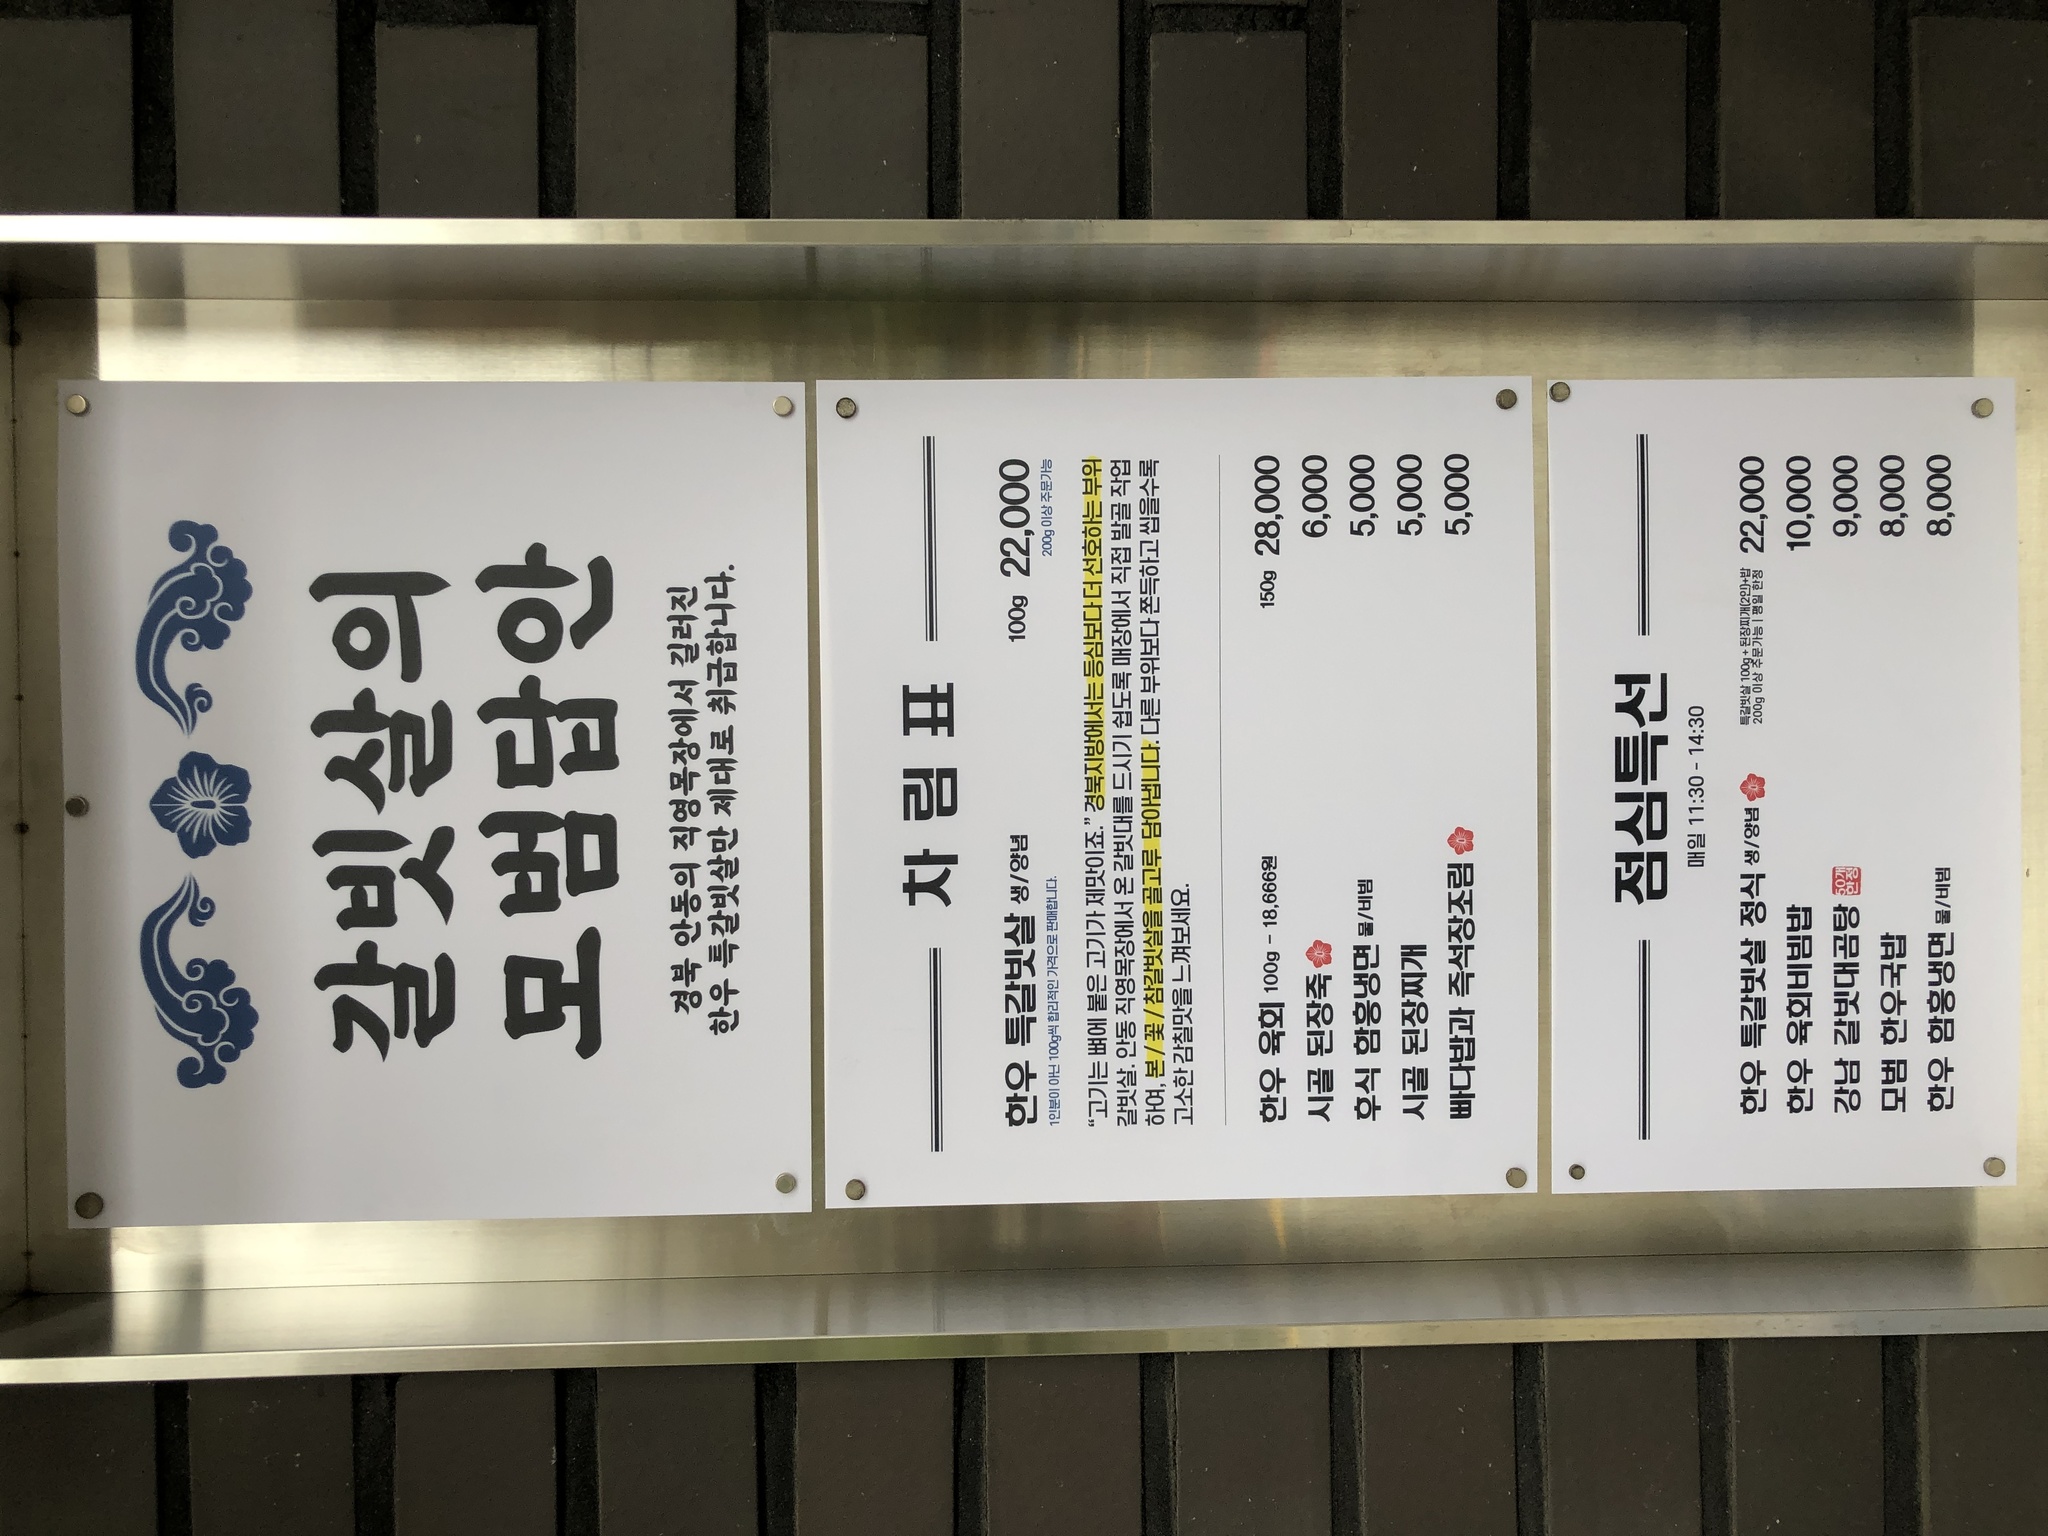 갈빗살의
모범답안
경북 안동의 직영목장에서 길러진
한우 특갈빗살만 제대로 취급합니다.
차림표
한우 특갈빗살 생/양념 100g 22,000
1인분이 아닌 100g씩 합리적인 가격으로 판매합니다. 200g 이상 주문가능
“고기는 뼈에 붙은 고기가 제맛이죠.” 경북지방에서는 등심보다 더 선호하는 부위
갈빗살. 안동 직영목장에서 온 갈빗대를 드시기 쉽도록 매장에서 직접 발골 작업
하여, 본 / 꽃 / 참갈빗살을 골고루 담아냅니다. 다른 부위보다 쫀득하고 씹을수록
고소한 감칠맛을 느껴보세요.
한우 육회 100g - 18,666원 150g 28,000
시골 된장죽 6,000
후식 함흥냉면 물/비빔 5,000
시골 된장찌개 5,000
빠다밥과 즉석장조림 5,000
점심특선
매일 11:30 - 14:30
한우 특갈빗살 정식 생/양념 특갈빗살 100g + 된장찌개(2인)+밥 22,000
200g 이상 주문가능 | 평일 한정
한우 육회비빔밥 10,000
강남 갈빗대곰탕 50개 한정 9,000
모범 한우국밥 8,000
한우 함흥냉면 물/비빔 8,000